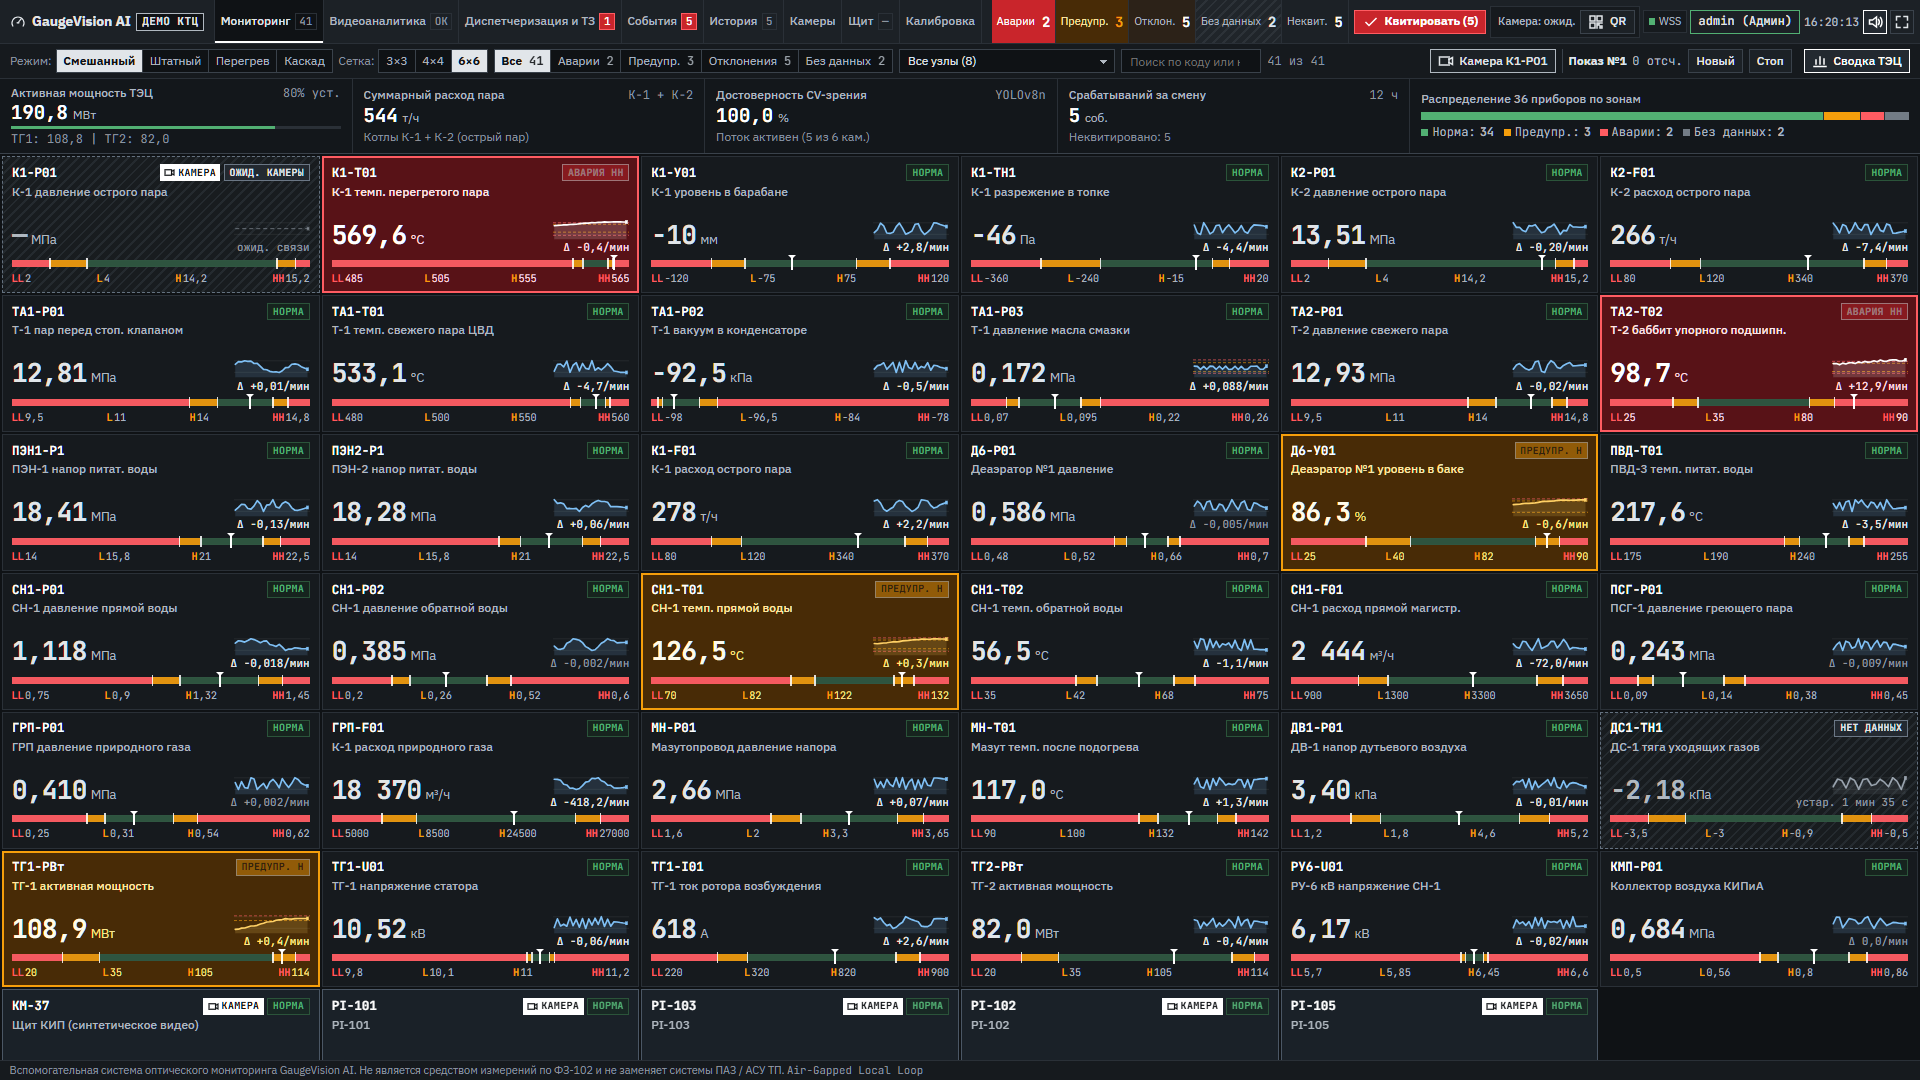 GaugeVision AI ДЕМО КТЦ Мониторинг 41 Видеоаналитика ОК Диспетчеризация и ТЗ 1 События 5 История 5 Камеры Щит — Калибровка Аварии 2 Предупр. 3 Отклон. 5 Без данных 2 Неквит. 5 Квитировать (5) Камера: ожид. QR WSS admin (Админ) 16:20:13
Режим: Смешанный Штатный Перегрев Каскад Сетка: 3×3 4×4 6×6 Все 41 Аварии 2 Предупр. 3 Отклонения 5 Без данных 2 Все узлы (8) Поиск по коду или 41 из 41 Камера К1-Р01 Показ №1 0 отсч. Новый Стоп Сводка ТЭЦ
Активная мощность ТЭЦ 80% уст. Суммарный расход пара К-1 + К-2 Достоверность CV-зрения YOLOv8n Срабатываний за смену 12 ч Распределение 36 приборов по зонам
190,8 МВт 544 т/ч 100,0 % 5 соб.
ТГ1: 108,8 | ТГ2: 82,0 Котлы К-1 + К-2 (острый пар) Поток активен (5 из 6 кам.) Неквитировано: 5 Норма: 34 Предупр.: 3 Аварии: 2 Без данных: 2
К1-Р01 КАМЕРА ОЖИД. КАМЕРЫ К1-Т01 АВАРИЯ НН К1-У01 НОРМА К1-ТН1 НОРМА К2-Р01 НОРМА К2-F01 НОРМА
К-1 давление острого пара К-1 темп. перегретого пара К-1 уровень в барабане К-1 разрежение в топке К-2 давление острого пара К-2 расход острого пара
— МПа ожид. связи 569,6 °C Δ -0,4/мин -10 мм Δ +2,8/мин -46 Па Δ -4,4/мин 13,51 МПа Δ -0,20/мин 266 т/ч Δ -7,4/мин
LL2 L4 H14,2 HH15,2 LL485 L505 H555 HH565 LL-120 L-75 H75 HH120 LL-360 L-240 H-15 HH20 LL2 L4 H14,2 HH15,2 LL80 L120 H340 HH370
ТА1-Р01 НОРМА ТА1-Т01 НОРМА ТА1-Р02 НОРМА ТА1-Р03 НОРМА ТА2-Р01 НОРМА ТА2-Т02 АВАРИЯ НН
Т-1 пар перед стоп. клапаном Т-1 темп. свежего пара ЦВД Т-1 вакуум в конденсаторе Т-1 давление масла смазки Т-2 давление свежего пара Т-2 баббит упорного подшипн.
12,81 МПа Δ +0,01/мин 533,1 °C Δ -4,7/мин -92,5 кПа Δ -0,5/мин 0,172 МПа Δ +0,088/мин 12,93 МПа Δ -0,02/мин 98,7 °C Δ +12,9/мин
LL9,5 L11 H14 HH14,8 LL480 L500 H550 HH560 LL-98 L-96,5 H-84 HH-78 LL0,07 L0,095 H0,22 HH0,26 LL9,5 L11 H14 HH14,8 LL25 L35 H80 HH90
ПЭН1-Р1 НОРМА ПЭН2-Р1 НОРМА К1-F01 НОРМА Д6-Р01 НОРМА Д6-У01 ПРЕДУПР. Н ПВД-Т01 НОРМА
ПЭН-1 напор питат. воды ПЭН-2 напор питат. воды К-1 расход острого пара Деаэратор №1 давление Деаэратор №1 уровень в баке ПВД-3 темп. питат. воды
18,41 МПа Δ -0,13/мин 18,28 МПа Δ +0,06/мин 278 т/ч Δ +2,2/мин 0,586 МПа Δ -0,005/мин 86,3 % Δ -0,6/мин 217,6 °C Δ -3,5/мин
LL14 L15,8 H21 HH22,5 LL14 L15,8 H21 HH22,5 LL80 L120 H340 HH370 LL0,48 L0,52 H0,66 HH0,7 LL25 L40 H82 HH90 LL175 L190 H240 HH255
СН1-Р01 НОРМА СН1-Р02 НОРМА СН1-Т01 ПРЕДУПР. Н СН1-Т02 НОРМА СН1-F01 НОРМА ПСГ-Р01 НОРМА
СН-1 давление прямой воды СН-1 давление обратной воды СН-1 темп. прямой воды СН-1 темп. обратной воды СН-1 расход прямой магистр. ПСГ-1 давление греющего пара
1,118 МПа Δ -0,018/мин 0,385 МПа Δ -0,002/мин 126,5 °C Δ +0,3/мин 56,5 °C Δ -1,1/мин 2 444 м³/ч Δ -72,0/мин 0,243 МПа Δ -0,009/мин
LL0,75 L0,9 H1,32 HH1,45 LL0,2 L0,26 H0,52 HH0,6 LL70 L82 H122 HH132 LL35 L42 H68 HH75 LL900 L1300 H3300 HH3650 LL0,09 L0,14 H0,38 HH0,45
ГРП-Р01 НОРМА ГРП-F01 НОРМА МН-Р01 НОРМА МН-Т01 НОРМА ДВ1-Р01 НОРМА ДС1-ТН1 НЕТ ДАННЫХ
ГРП давление природного газа К-1 расход природного газа Мазутопровод давление напора Мазут темп. после подогрева ДВ-1 напор дутьевого воздуха ДС-1 тяга уходящих газов
0,410 МПа Δ +0,002/мин 18 370 м³/ч Δ -418,2/мин 2,66 МПа Δ +0,07/мин 117,0 °C Δ +1,3/мин 3,40 кПа Δ -0,01/мин -2,18 кПа устар. 1 мин 35 с
LL0,25 L0,31 H0,54 HH0,62 LL5000 L8500 H24500 HH27000 LL1,6 L2 H3,3 HH3,65 LL90 L100 H132 HH142 LL1,2 L1,8 H4,6 HH5,2 LL-3,5 L-3 H-0,9 HH-0,5
ТГ1-РВт ПРЕДУПР. Н ТГ1-U01 НОРМА ТГ1-I01 НОРМА ТГ2-РВт НОРМА РУ6-U01 НОРМА КМП-Р01 НОРМА
ТГ-1 активная мощность ТГ-1 напряжение статора ТГ-1 ток ротора возбуждения ТГ-2 активная мощность РУ-6 кВ напряжение СН-1 Коллектор воздуха КИПиА
108,9 МВт Δ +0,4/мин 10,52 кВ Δ -0,06/мин 618 А Δ +2,6/мин 82,0 МВт Δ -0,4/мин 6,17 кВ Δ -0,02/мин 0,684 МПа Δ 0,0/мин
LL20 L35 H105 HH114 LL9,8 L10,1 H11 HH11,2 LL220 L320 H820 HH900 LL20 L35 H105 HH114 LL5,7 L5,85 H6,45 HH6,6 LL0,5 L0,56 H0,8 HH0,86
КМ-37 КАМЕРА НОРМА PI-101 КАМЕРА НОРМА PI-103 КАМЕРА НОРМА PI-102 КАМЕРА НОРМА PI-105 КАМЕРА НОРМА
Щит КИП (синтетическое видео) PI-101 PI-103 PI-102 PI-105
Вспомогательная система оптического мониторинга GaugeVision AI. Не является средством измерений по ФЗ-102 и не заменяет системы ПАЗ / АСУ ТП. Air-Gapped Local Loop